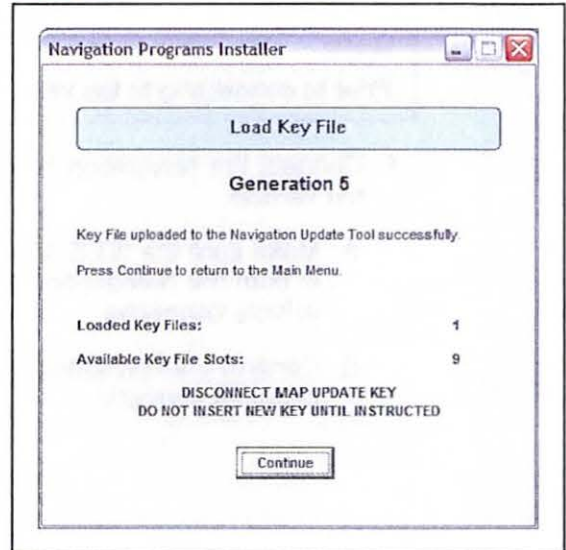 Navigation Programs Installer
Load Key File
Generation 5
Key File uploaded to the Navigation Update Tool successfully.
Press Continue to return to the Main Menu.
Loaded Key Files: 1
Available Key File Slots: 9
DISCONNECT MAP UPDATE KEY
DO NOT INSERT NEW KEY UNTIL INSTRUCTED
Continue